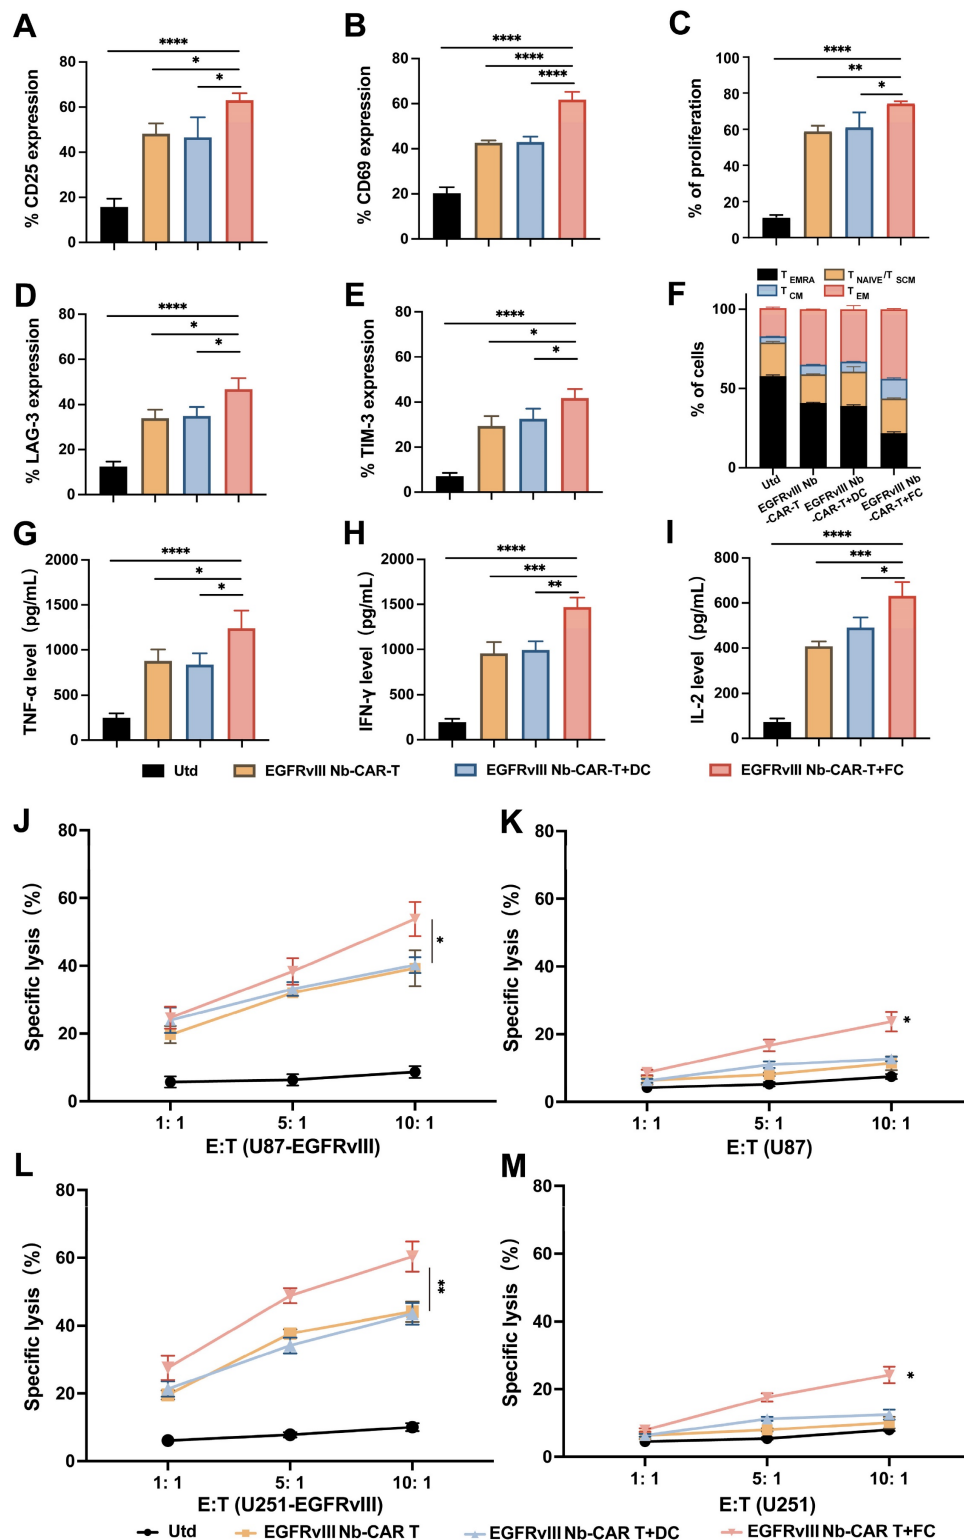 A
% CD25 expression
80
60
40
20
0
****
*
*
B
% CD69 expression
80
60
40
20
0
****
****
****
C
% of proliferation
100
80
60
40
20
0
****
**
*
D
% LAG-3 expression
80
60
40
20
0
****
*
*
E
% TIM-3 expression
80
60
40
20
0
****
*
*
F
T EMRA
T NAIVE/T SCM
T CM
T EM
% of cells
100
50
0
Utd
EGFRvIII Nb
-CAR-T
EGFRvIII Nb
-CAR-T+DC
EGFRvIII Nb
-CAR-T+FC
G
TNF-α level (pg/mL)
2000
1500
1000
500
0
****
*
*
H
IFN-γ level (pg/mL)
2000
1500
1000
500
0
****
***
**
I
IL-2 level (pg/mL)
800
600
400
200
0
****
***
*
Utd
EGFRvIII Nb-CAR-T
EGFRvIII Nb-CAR-T+DC
EGFRvIII Nb-CAR-T+FC
J
Specific lysis (%)
80
60
40
20
0
*
1: 1
5: 1
10: 1
E:T (U87-EGFRvIII)
K
Specific lysis (%)
80
60
40
20
0
*
1: 1
5: 1
10: 1
E:T (U87)
L
Specific lysis (%)
80
60
40
20
0
**
1: 1
5: 1
10: 1
E:T (U251-EGFRvIII)
M
Specific lysis (%)
80
60
40
20
0
*
1: 1
5: 1
10: 1
E:T (U251)
Utd
EGFRvIII Nb-CAR T
EGFRvIII Nb-CAR T+DC
EGFRvIII Nb-CAR T+FC